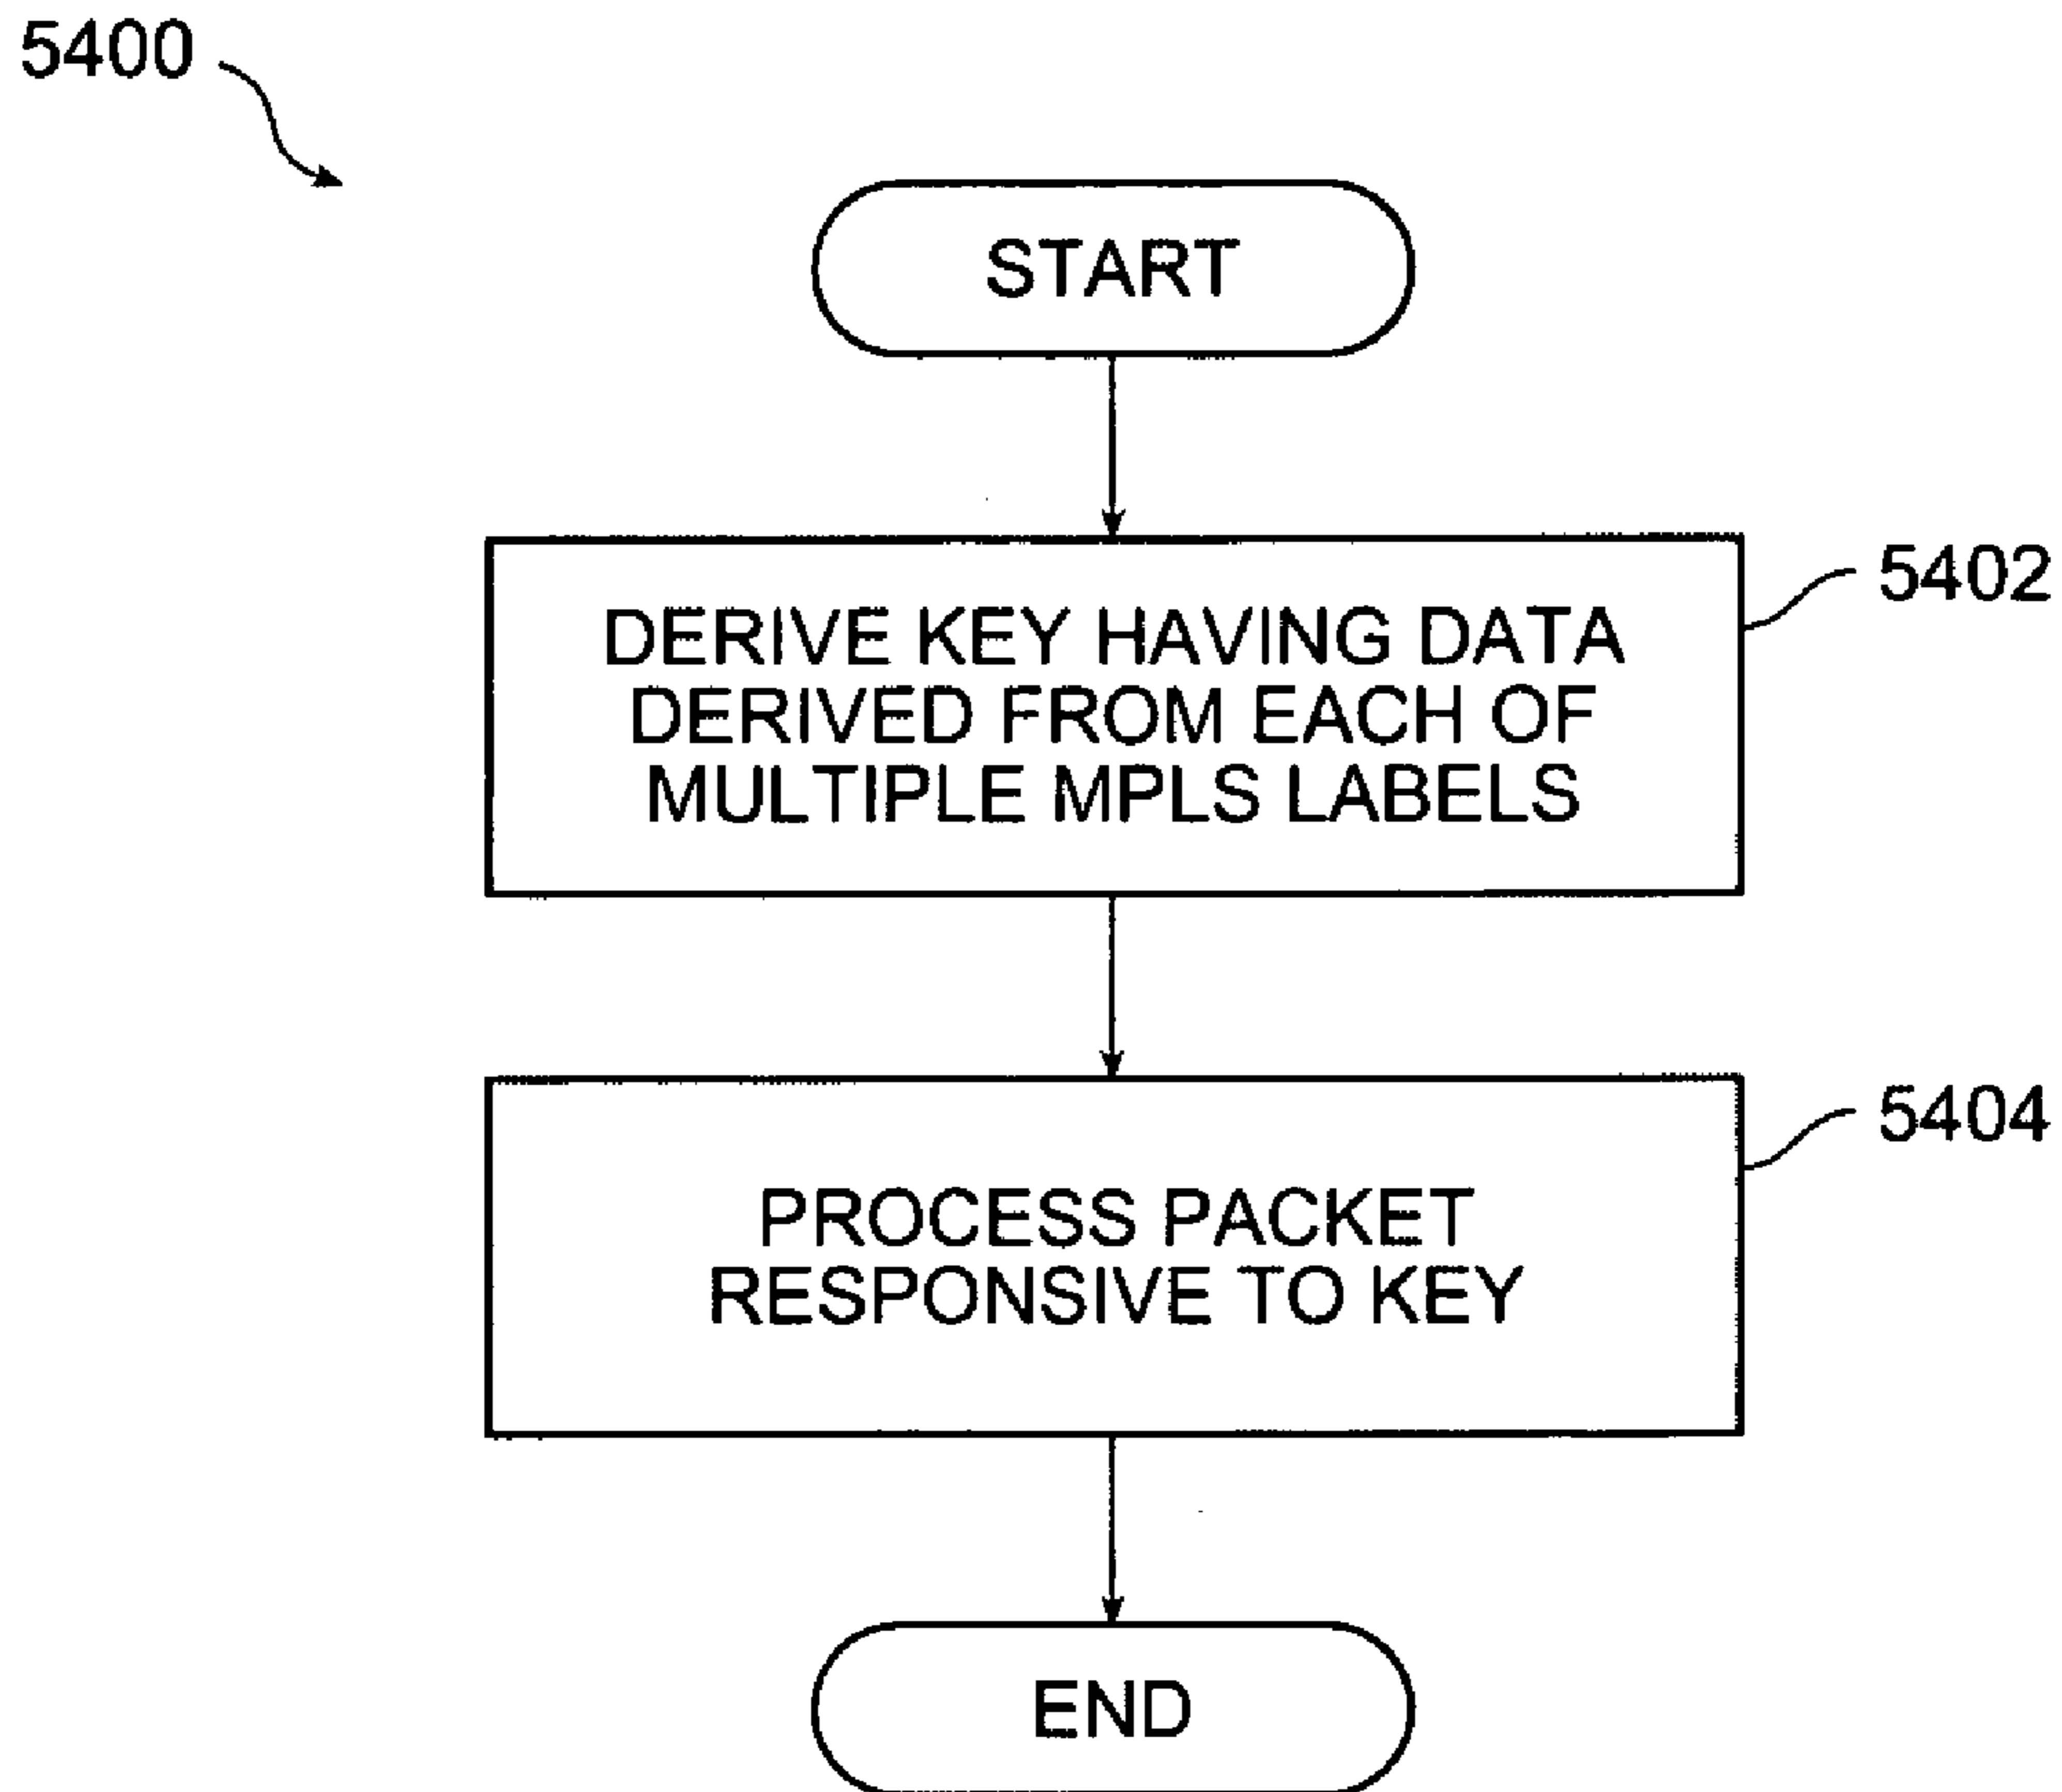 5400
START
5402
DERIVE KEY HAVING DATA
DERIVED FROM EACH OF
MULTIPLE MPLS LABELS
5404
PROCESS PACKET
RESPONSIVE TO KEY
END